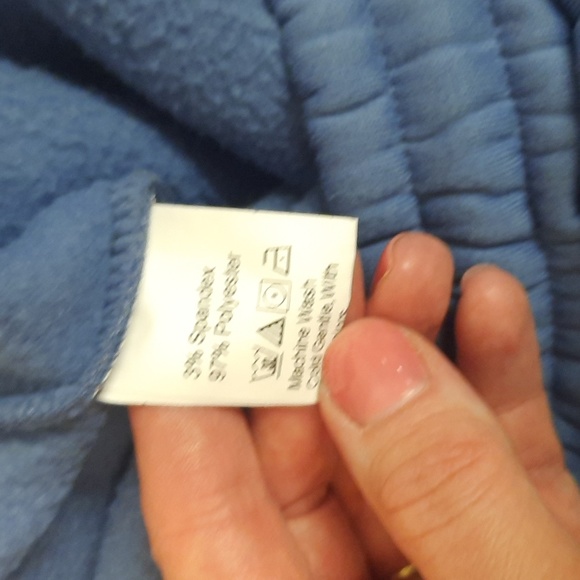 3% Spandex
97% Polyester
Machine Wash
Cold Gentle,With